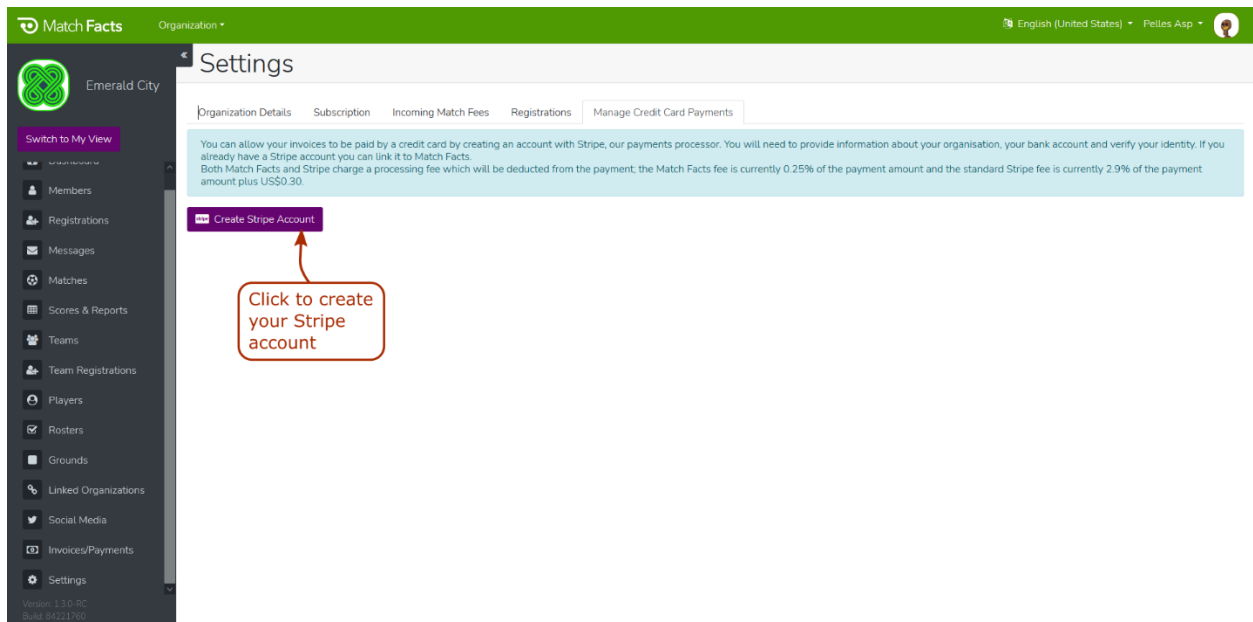 Match Facts
Organization
English (United States)
Pelles Asp
«
Settings
Emerald City
Switch to My View
Dashboard
Members
Registrations
Messages
Matches
Scores & Reports
Teams
Team Registrations
Players
Rosters
Grounds
Linked Organizations
Social Media
Invoices/Payments
Settings
Version: 1.3.0-RC
Build: 84221760
Organization Details
Subscription
Incoming Match Fees
Registrations
Manage Credit Card Payments
You can allow your invoices to be paid by a credit card by creating an account with Stripe, our payments processor. You will need to provide information about your organisation, your bank account and verify your identity. If you
already have a Stripe account you can link it to Match Facts.
Both Match Facts and Stripe charge a processing fee which will be deducted from the payment; the Match Facts fee is currently 0.25% of the payment amount and the standard Stripe fee is currently 2.9% of the payment
amount plus US$0.30.
stripe Create Stripe Account
Click to create
your Stripe
account